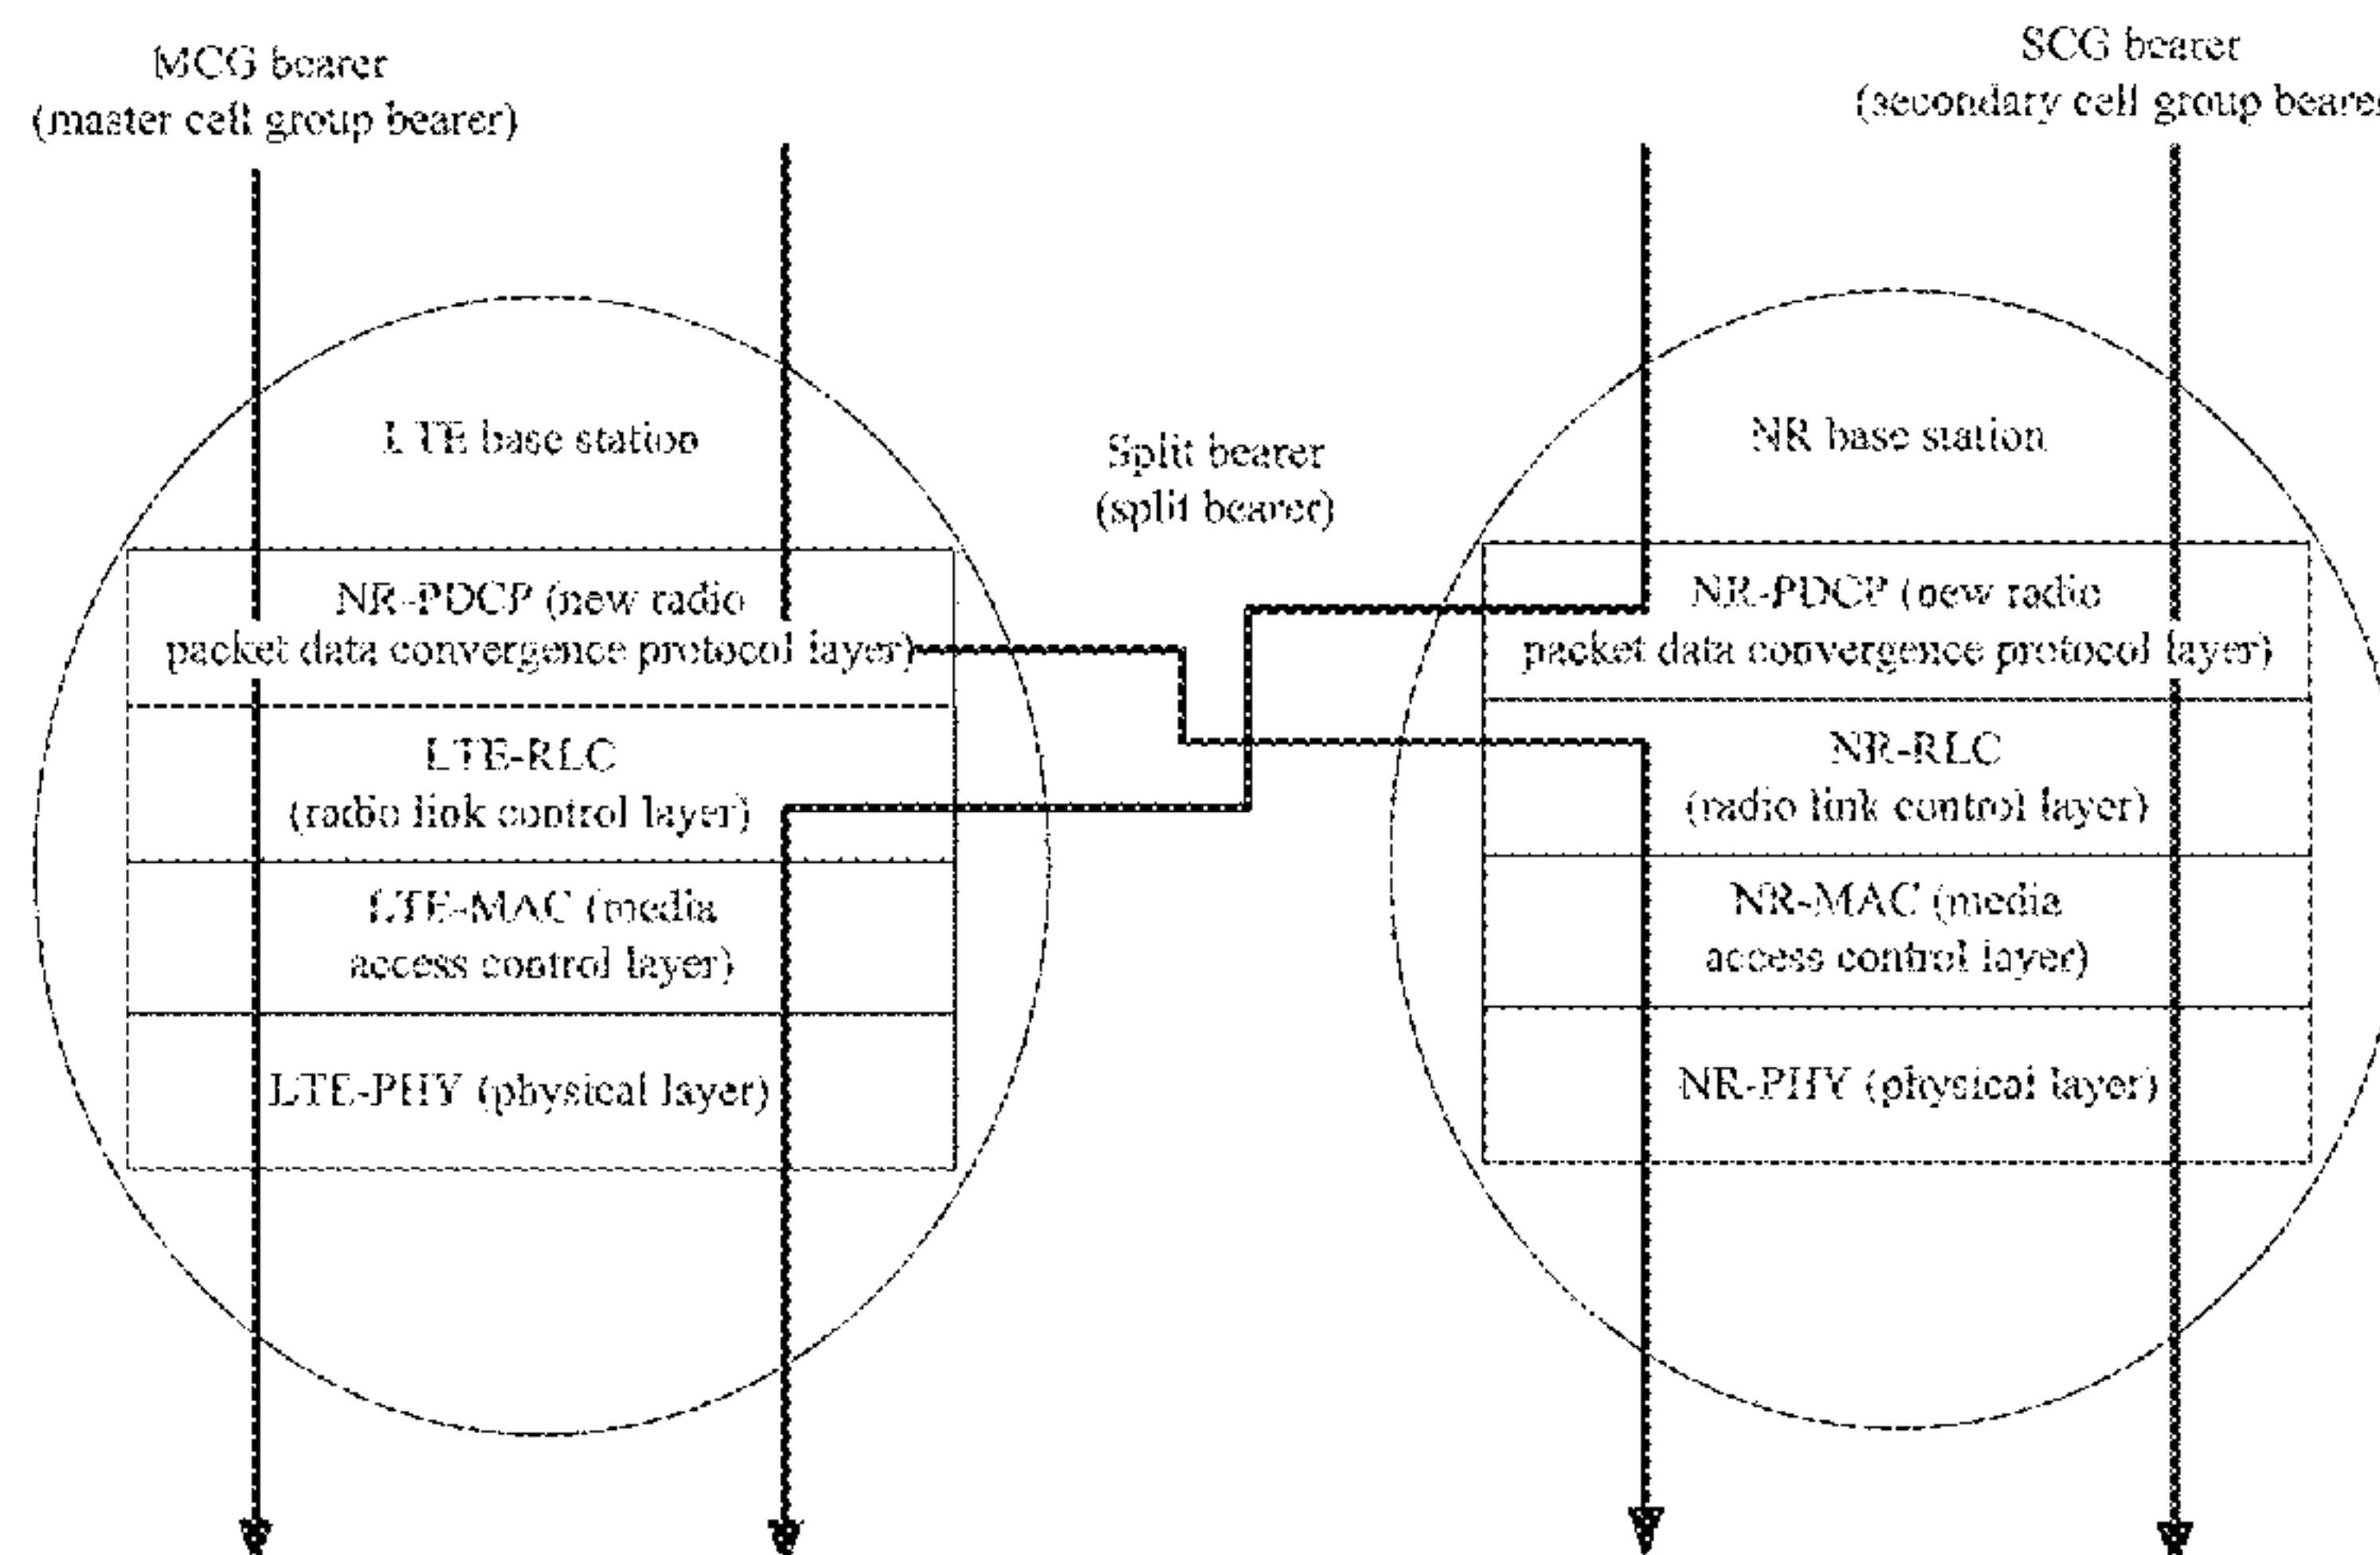 MCG bearer
(master cell group bearer)
SCG bearer
(secondary cell group bearer
LTE base station
Split bearer
(split bearer)
NR base station
NR-PDCP (new radio
packet data convergence protocol layer)
LTE-RLC
(radio link control layer)
LTE-MAC (media
access control layer)
LTE-PHY (physical layer)
NR-PDCP (new radio
packet data convergence protocol layer)
NR-RLC
(radio link control layer)
NR-MAC (media
access control layer)
NR-PHY (physical layer)